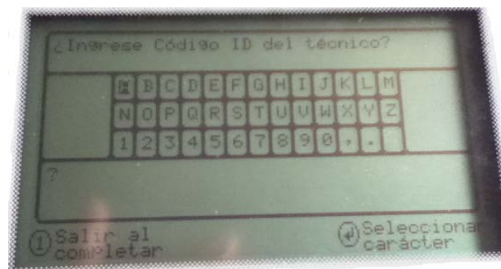 ¿Ingrese Código ID del técnico?
A B C D E F G H I J K L M
N O P Q R S T U V W X Y Z
1 2 3 4 5 6 7 8 9 0 , .
?
Salir al
completar
Selecciona
carácter